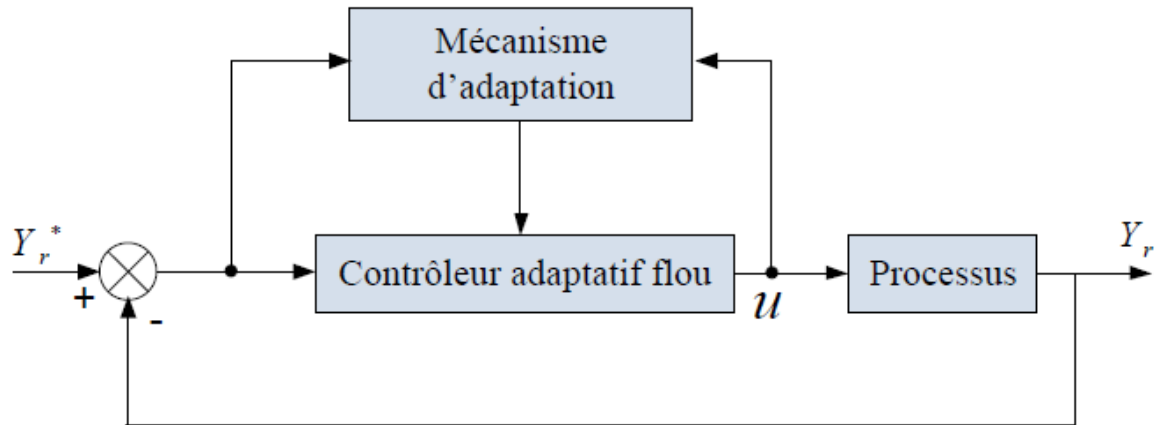 Mécanisme
d'adaptation
Y_r^*
+
-
Contrôleur adaptatif flou
u
Processus
Y_r